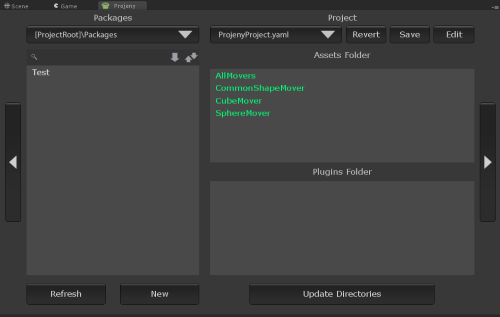 Scene Game Projeny
Packages
[ProjectRoot]\Packages
Test
Refresh New
Project
ProjenyProject.yaml Revert Save Edit
Assets Folder
AllMovers
CommonShapeMover
CubeMover
SphereMover
Plugins Folder
Update Directories